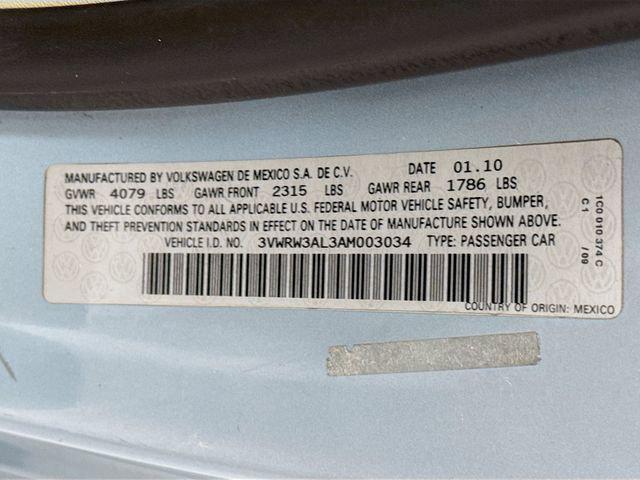 MANUFACTURED BY VOLKSWAGEN DE MEXICO S.A. DE C.V. DATE 01.10
GVWR 4079 LBS GAWR FRONT 2315 LBS GAWR REAR 1786 LBS
THIS VEHICLE CONFORMS TO ALL APPLICABLE U.S. FEDERAL MOTOR VEHICLE SAFETY, BUMPER,
AND THEFT PREVENTION STANDARDS IN EFFECT ON THE DATE OF MANUFACTURE SHOWN ABOVE.
VEHICLE I.D. NO. 3VWRW3AL3AM003034 TYPE: PASSENGER CAR
COUNTRY OF ORIGIN: MEXICO
1C0 910 374 C
C1 /09